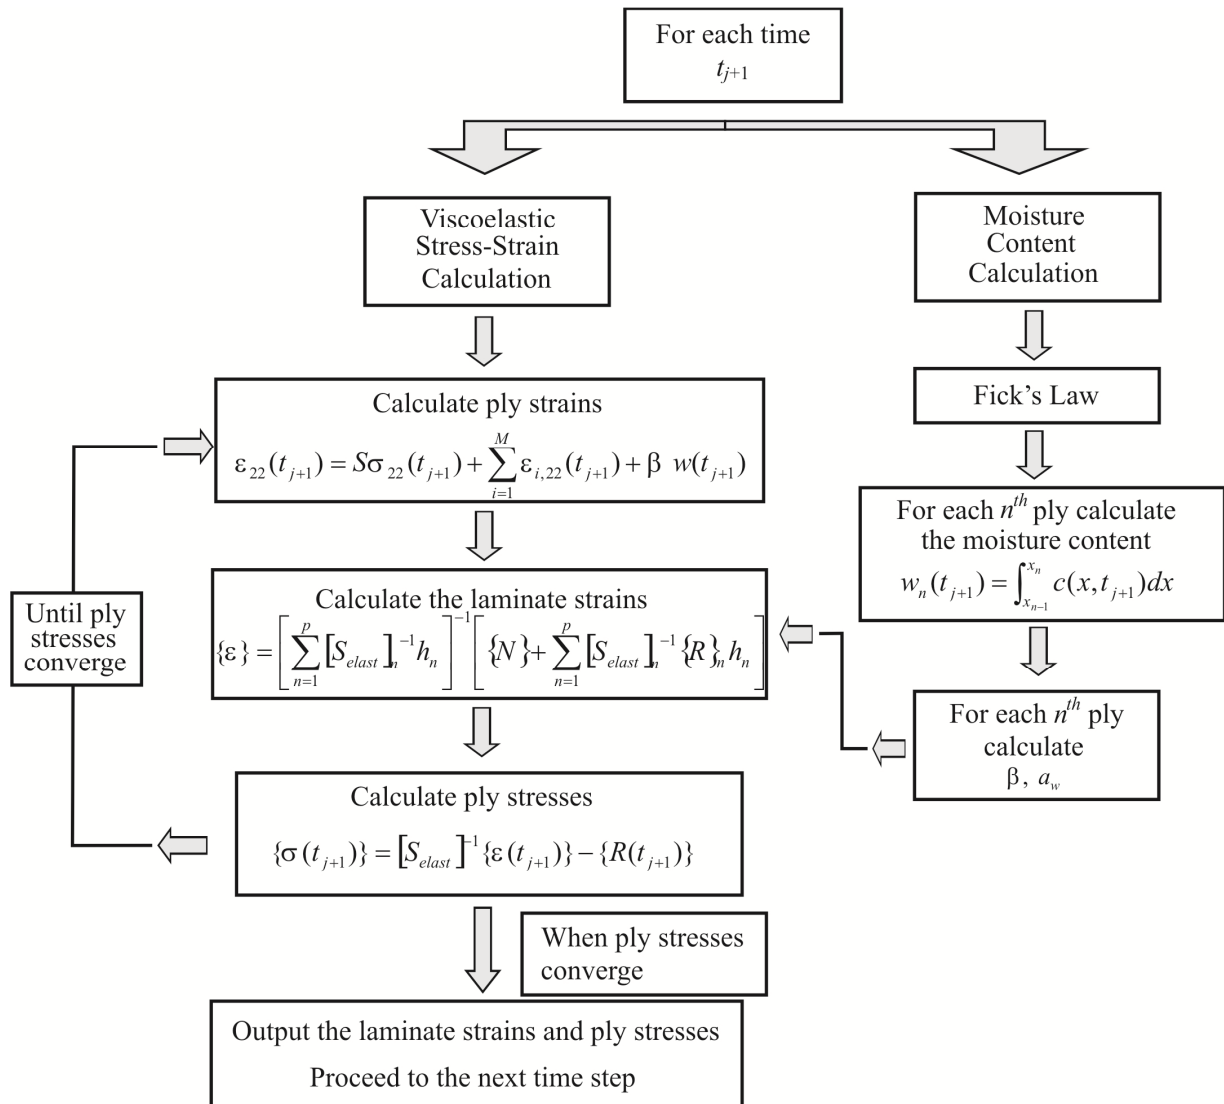 For each time
t_{j+1}
Viscoelastic
Stress-Strain
Calculation
Moisture
Content
Calculation
Calculate ply strains
ε_{22}(t_{j+1}) = Sσ_{22}(t_{j+1}) + \sum_{i=1}^{M} ε_{i,22}(t_{j+1}) + β w(t_{j+1})
Fick’s Law
For each n^{th} ply calculate
the moisture content
w_n(t_{j+1}) = \int_{x_{n-1}}^{x_n} c(x, t_{j+1})dx
Until ply
stresses
converge
Calculate the laminate strains
{ε} = [\sum_{n=1}^{p} [S_{elast}]_n^{-1} h_n]^{-1} [{N} + \sum_{n=1}^{p} [S_{elast}]_n^{-1} {R}_n h_n]
For each n^{th} ply
calculate
β, a_w
Calculate ply stresses
{σ(t_{j+1})} = [S_{elast}]^{-1} {ε(t_{j+1})} − {R(t_{j+1})}
When ply stresses
converge
Output the laminate strains and ply stresses
Proceed to the next time step